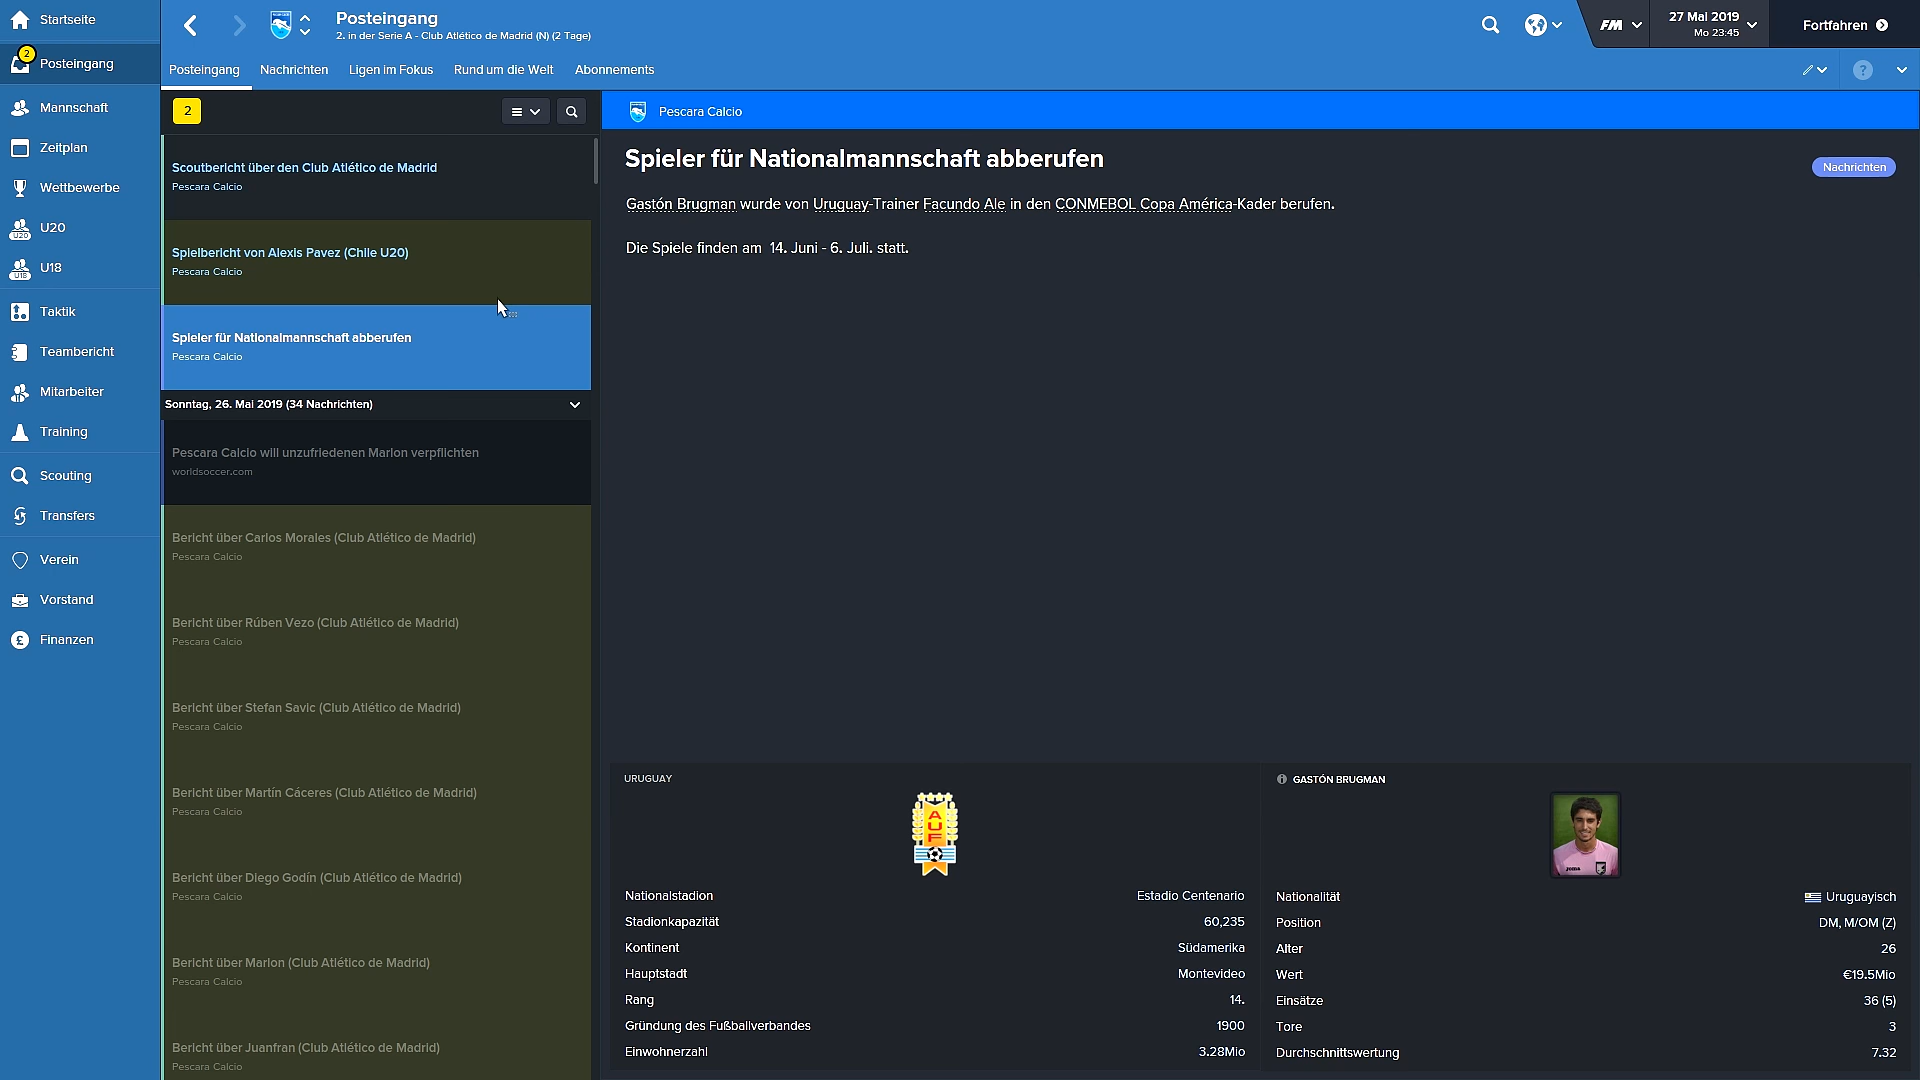 Startseite
2
Posteingang
Mannschaft
Zeitplan
Wettbewerbe
U20
U20
U18
U18
Taktik
Teambericht
Mitarbeiter
Training
Scouting
Transfers
Verein
Vorstand
Finanzen
Posteingang
2. in der Serie A - Club Atlético de Madrid (N) (2 Tage)
FM
27 Mai 2019
Mo 23:45
Fortfahren
Posteingang
Nachrichten
Ligen im Fokus
Rund um die Welt
Abonnements
?
2
Scoutbericht über den Club Atlético de Madrid
Pescara Calcio
Spielbericht von Alexis Pavez (Chile U20)
Pescara Calcio
Spieler für Nationalmannschaft abberufen
Pescara Calcio
Sonntag, 26. Mai 2019 (34 Nachrichten)
Pescara Calcio will unzufriedenen Marlon verpflichten
worldsoccer.com
Bericht über Carlos Morales (Club Atlético de Madrid)
Pescara Calcio
Bericht über Rúben Vezo (Club Atlético de Madrid)
Pescara Calcio
Bericht über Stefan Savic (Club Atlético de Madrid)
Pescara Calcio
Bericht über Martín Cáceres (Club Atlético de Madrid)
Pescara Calcio
Bericht über Diego Godín (Club Atlético de Madrid)
Pescara Calcio
Bericht über Marlon (Club Atlético de Madrid)
Pescara Calcio
Bericht über Juanfran (Club Atlético de Madrid)
Pescara Calcio
Pescara Calcio
Spieler für Nationalmannschaft abberufen
Nachrichten
Gastón Brugman wurde von Uruguay-Trainer Facundo Ale in den CONMEBOL Copa América-Kader berufen.
Die Spiele finden am 14. Juni - 6. Juli. statt.
URUGUAY
AUF
Nationalstadion Estadio Centenario
Stadionkapazität 60,235
Kontinent Südamerika
Hauptstadt Montevideo
Rang 14.
Gründung des Fußballverbandes 1900
Einwohnerzahl 3.28Mio
GASTÓN BRUGMAN
joma
Nationalität Uruguayisch
Position DM, M/OM (Z)
Alter 26
Wert €19.5Mio
Einsätze 36 (5)
Tore 3
Durchschnittswertung 7.32